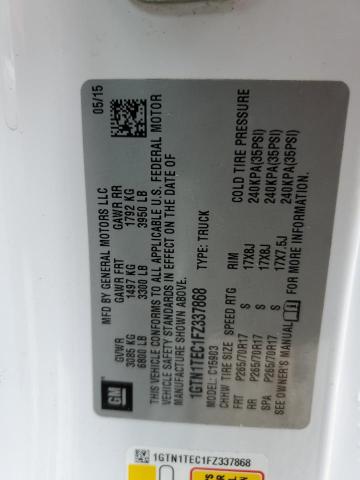 GM
MFD BY GENERAL MOTORS LLC
05/15
GVWR GAWR FRT GAWR RR
3085 KG 1497 KG 1792 KG
6800 LB 3300 LB 3950 LB
THIS VEHICLE CONFORMS TO ALL APPLICABLE U.S. FEDERAL MOTOR
VEHICLE SAFETY STANDARDS IN EFFECT ON THE DATE OF
MANUFACTURE SHOWN ABOVE.
1GTN1TEC1FZ337868 TYPE: TRUCK
MODEL: C15903
CHHW TIRE SIZE SPEED RTG RIM COLD TIRE PRESSURE
FRT P265/70R17 S 17X8J 240KPA(35PSI)
RR P265/70R17 S 17X8J 240KPA(35PSI)
SPA P265/70R17 S 17X7.5J 240KPA(35PSI)
SEE OWNER'S MANUAL FOR MORE INFORMATION.
1GTN1TEC1FZ337868